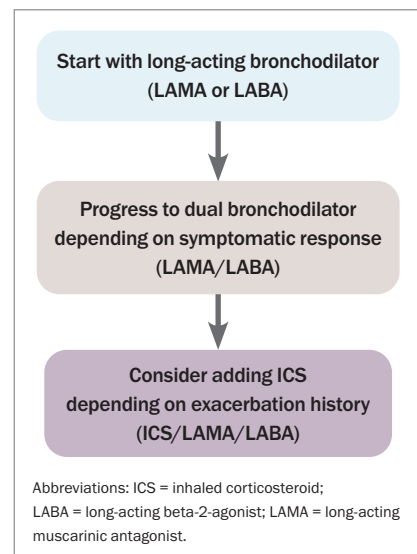 Start with long-acting bronchodilator
(LAMA or LABA)
Progress to dual bronchodilator
depending on symptomatic response
(LAMA/LABA)
Consider adding ICS
depending on exacerbation history
(ICS/LAMA/LABA)
Abbreviations: ICS = inhaled corticosteroid;
LABA = long-acting beta-2-agonist; LAMA = long-acting
muscarinic antagonist.